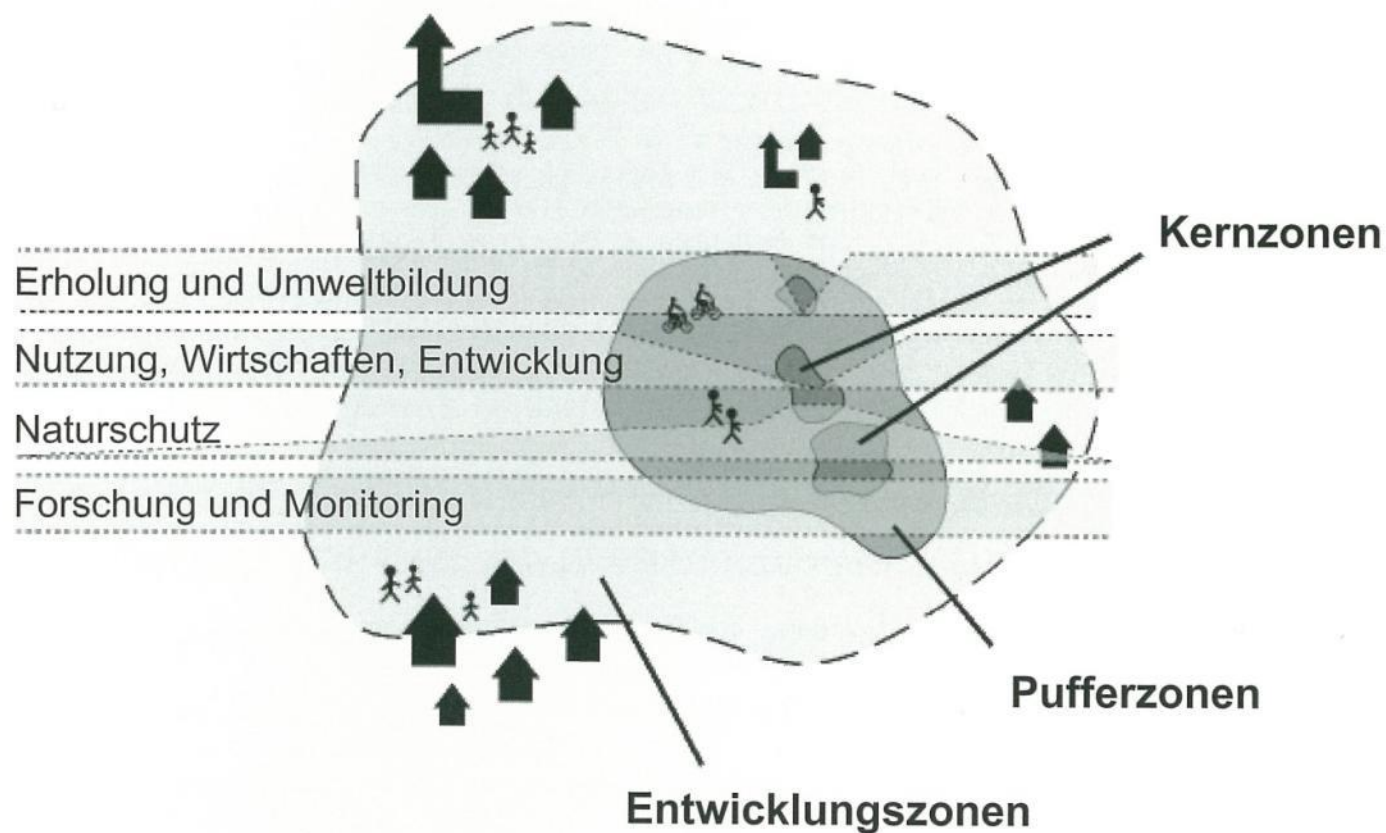 Kernzonen
Erholung und Umweltbildung
Nutzung, Wirtschaften, Entwicklung
Naturschutz
Forschung und Monitoring
Pufferzonen
Entwicklungszonen